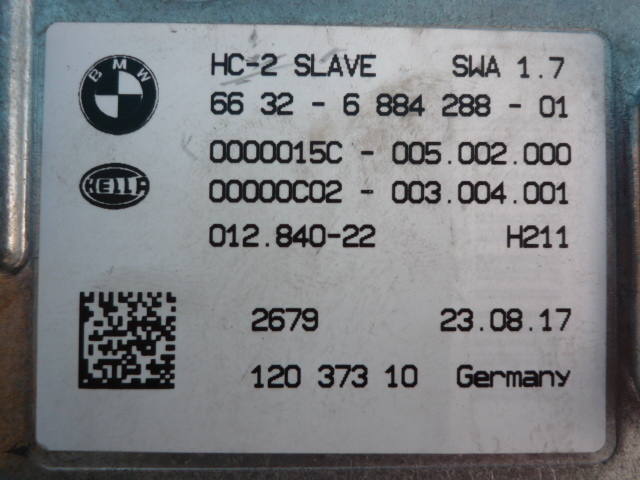 BMW
HC-2 SLAVE SWA 1.7
66 32 - 6 884 288 - 01
0000015C - 005.002.000
HELLA
00000C02 - 003.004.001
012.840-22 H211
2679 23.08.17
120 373 10 Germany